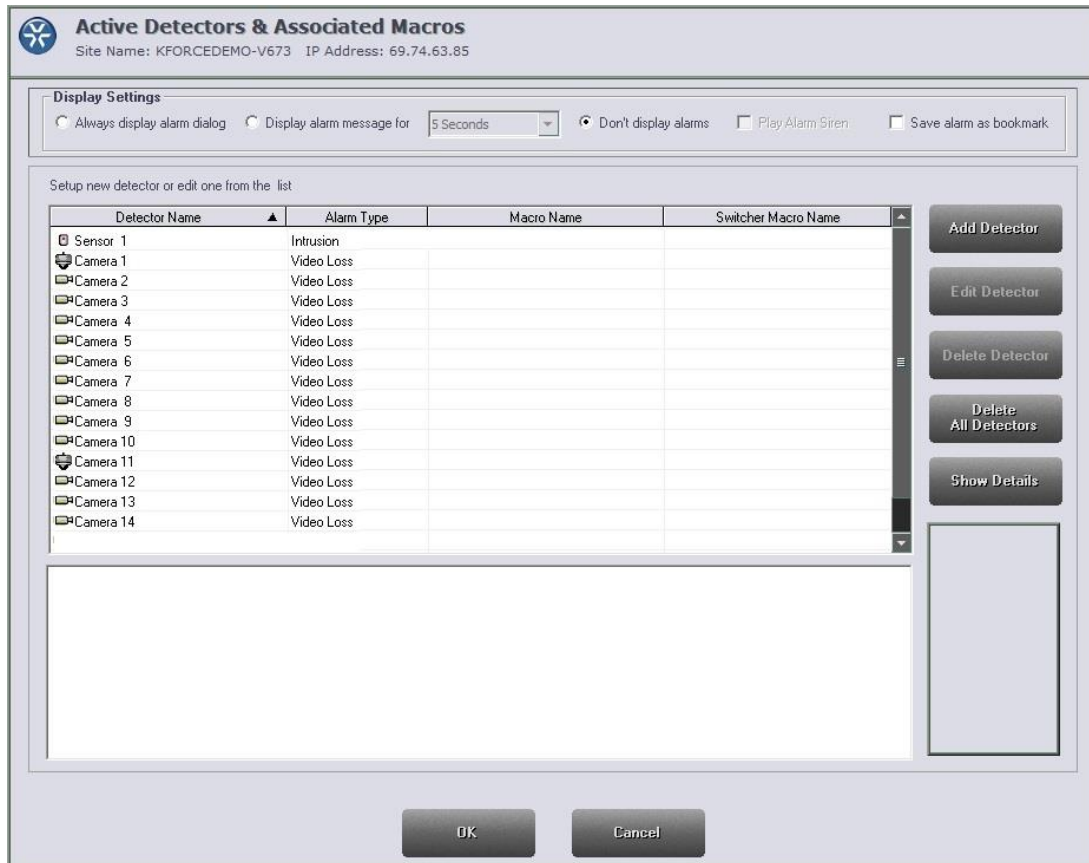 Active Detectors & Associated Macros
Site Name: KFORCEDEMO-V673 IP Address: 69.74.63.85
Display Settings
Always display alarm dialog Display alarm message for 5 Seconds Don't display alarms Play Alarm Siren Save alarm as bookmark
Setup new detector or edit one from the list
Detector Name Alarm Type Macro Name Switcher Macro Name
Sensor 1 Intrusion
Camera 1 Video Loss
Camera 2 Video Loss
Camera 3 Video Loss
Camera 4 Video Loss
Camera 5 Video Loss
Camera 6 Video Loss
Camera 7 Video Loss
Camera 8 Video Loss
Camera 9 Video Loss
Camera 10 Video Loss
Camera 11 Video Loss
Camera 12 Video Loss
Camera 13 Video Loss
Camera 14 Video Loss
Add Detector
Edit Detector
Delete Detector
Delete
All Detectors
Show Details
OK Cancel